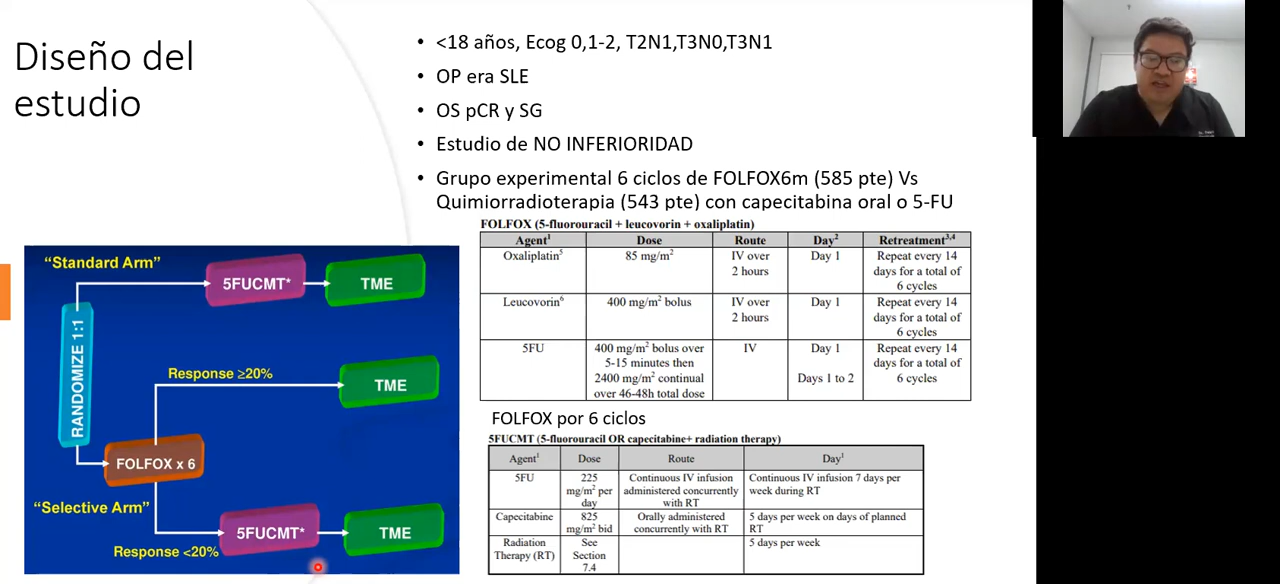 Diseño del
estudio
• <18 años, Ecog 0,1-2, T2N1,T3N0,T3N1
• OP era SLE
• OS pCR y SG
• Estudio de NO INFERIORIDAD
• Grupo experimental 6 ciclos de FOLFOX6m (585 pte) Vs
Quimiorradioterapia (543 pte) con capecitabina oral o 5-FU
"Standard Arm"
5FUCMT*
TME
RANDOMIZE 1:1
Response ≥20%
TME
FOLFOX x 6
"Selective Arm"
5FUCMT*
TME
Response <20%
FOLFOX (5-fluorouracil + leucovorin + oxaliplatin)
Agent1 Dose Route Day2 Retreatment3,4
Oxaliplatin5 85 mg/m2 IV over Day 1 Repeat every 14
2 hours days for a total of
6 cycles
Leucovorin6 400 mg/m2 bolus IV over Day 1 Repeat every 14
2 hours days for a total of
6 cycles
5FU 400 mg/m2 bolus over IV Day 1 Repeat every 14
5-15 minutes then days for a total of
2400 mg/m2 continual Days 1 to 2 6 cycles
over 46-48h total dose
FOLFOX por 6 ciclos
5FUCMT (5-fluorouracil OR capecitabine+ radiation therapy)
Agent1 Dose Route Day1
5FU 225 Continuous IV infusion Continuous IV infusion 7 days per
mg/m2 per administered concurrently week during RT
day with RT
Capecitabine 825 Orally administered 5 days per week on days of planned
mg/m2 bid concurrently with RT RT
Radiation See 5 days per week
Therapy (RT) Section
7.4